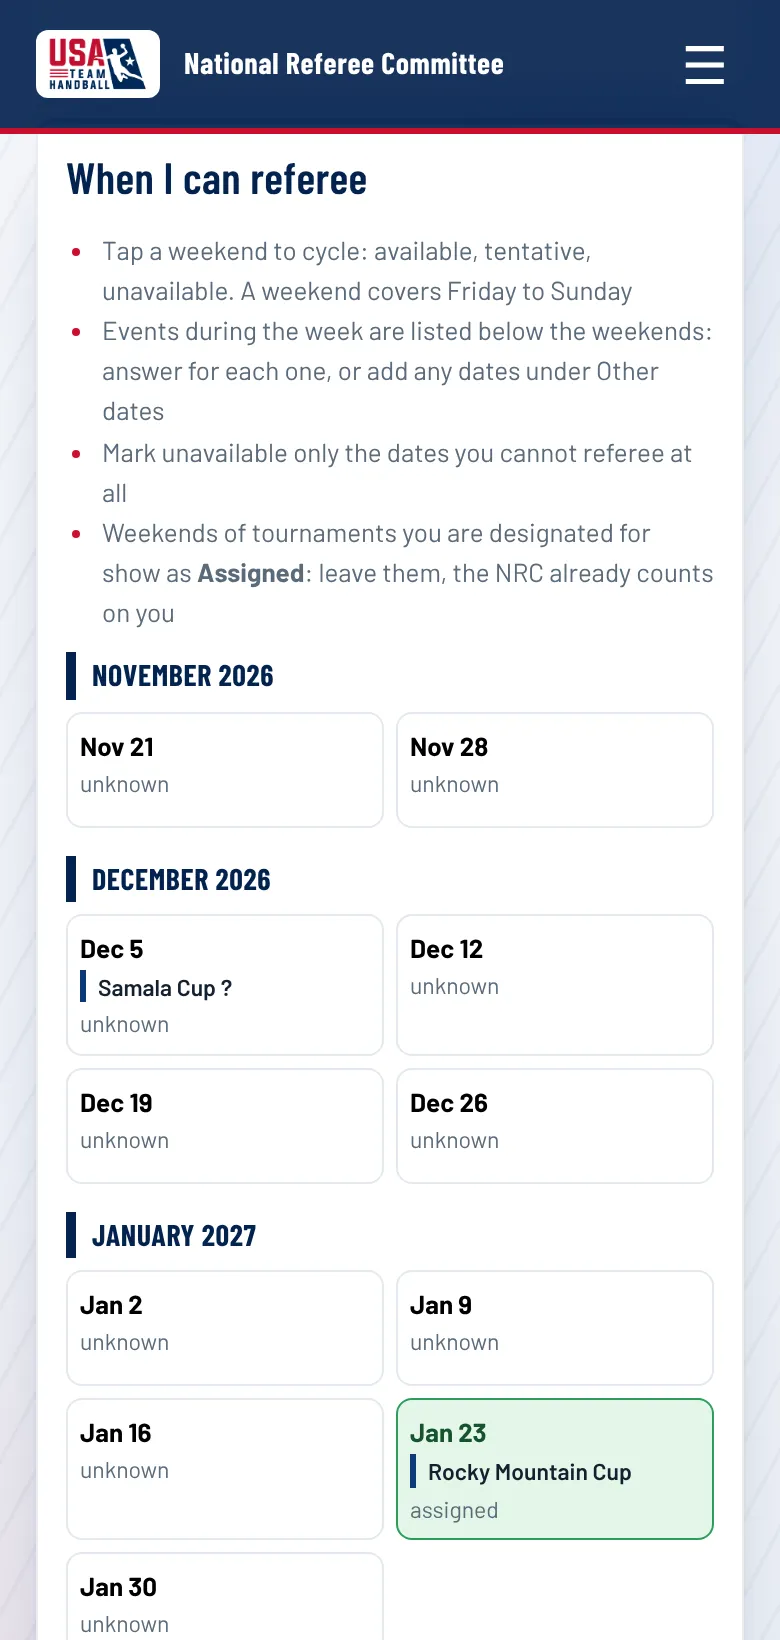 USA
TEAM
HANDBALL
National Referee Committee
When I can referee
Tap a weekend to cycle: available, tentative,
unavailable. A weekend covers Friday to Sunday
Events during the week are listed below the weekends:
answer for each one, or add any dates under Other
dates
Mark unavailable only the dates you cannot referee at
all
Weekends of tournaments you are designated for
show as Assigned: leave them, the NRC already counts
on you
NOVEMBER 2026
Nov 21
unknown
Nov 28
unknown
DECEMBER 2026
Dec 5
Samala Cup ?
unknown
Dec 12
unknown
Dec 19
unknown
Dec 26
unknown
JANUARY 2027
Jan 2
unknown
Jan 9
unknown
Jan 16
unknown
Jan 23
Rocky Mountain Cup
assigned
Jan 30
unknown